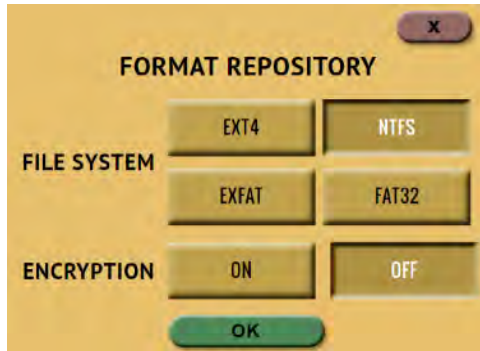 X
FORMAT REPOSITORY
EXT4 NTFS
FILE SYSTEM
EXFAT FAT32
ENCRYPTION ON OFF
OK